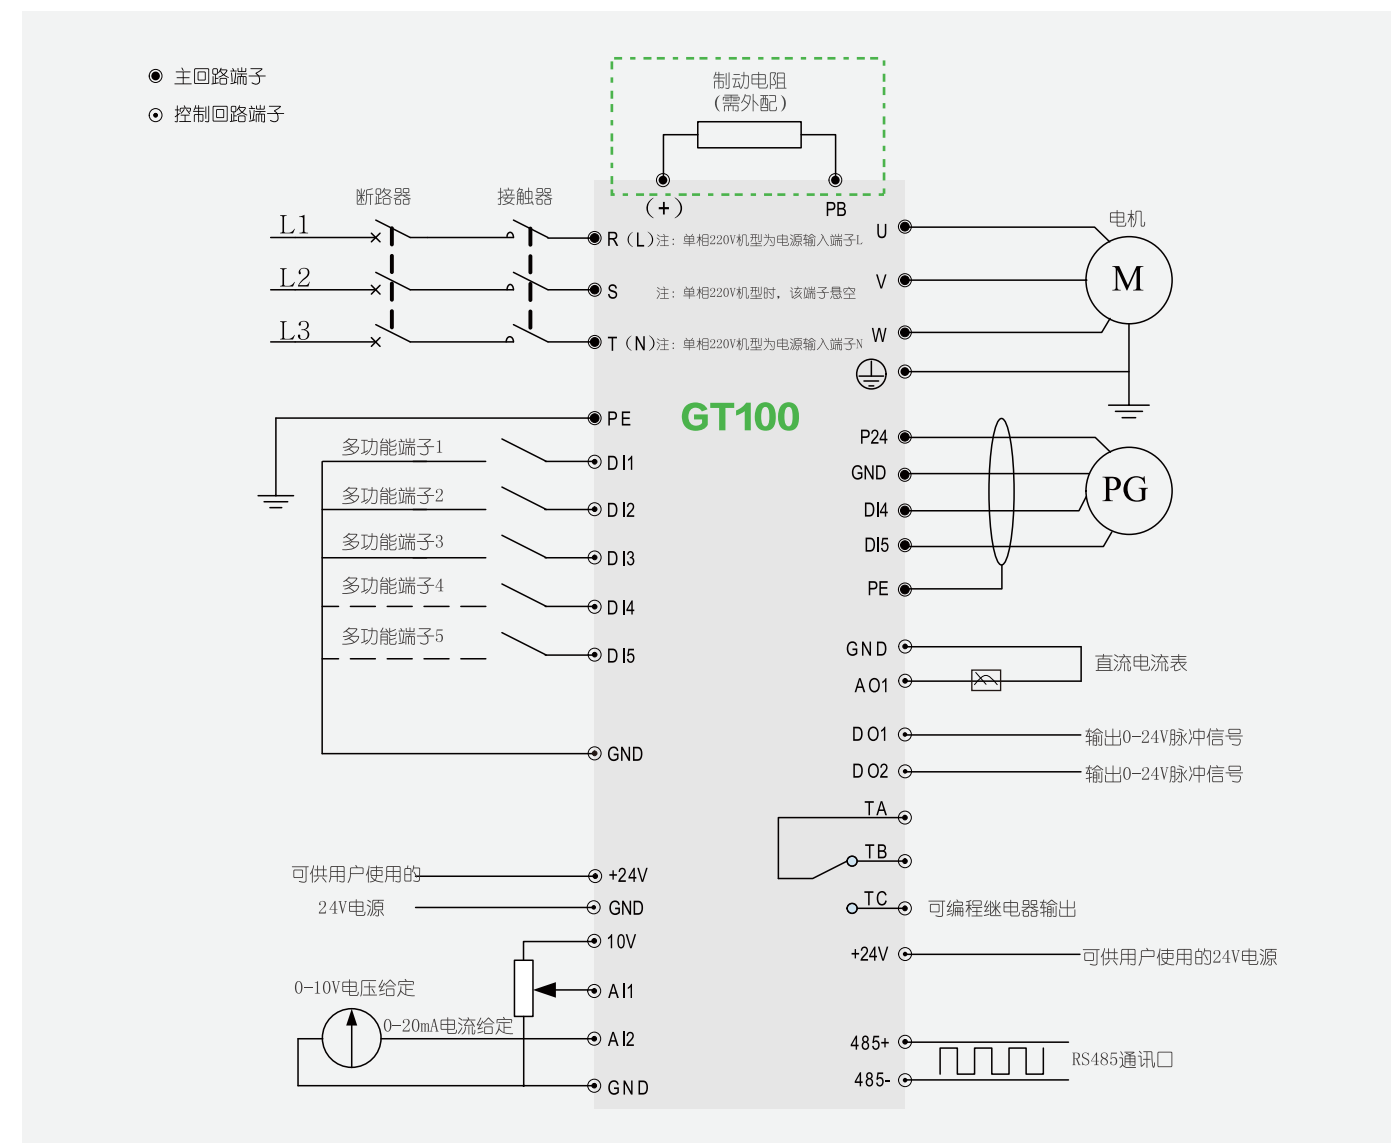 主回路端子
控制回路端子
制动电阻
(需外配)
(+)
PB
断路器
接触器
L1
L2
L3
R (L)注: 单相220V机型为电源输入端子L
S 注: 单相220V机型时, 该端子悬空
T (N)注: 单相220V机型为电源输入端子N
U
V
W
电机
M
GT100
PE
多功能端子1
DI1
多功能端子2
DI2
多功能端子3
DI3
多功能端子4
DI4
多功能端子5
DI5
GND
P24
GND
DI4
DI5
PE
PG
GND
AO1
直流电流表
DO1
输出0-24V脉冲信号
DO2
输出0-24V脉冲信号
TA
TB
TC
可编程继电器输出
+24V
可供用户使用的24V电源
485+
485-
RS485通讯口
可供用户使用的
24V电源
+24V
GND
10V
0-10V电压给定
AI1
0-20mA电流给定
AI2
GND